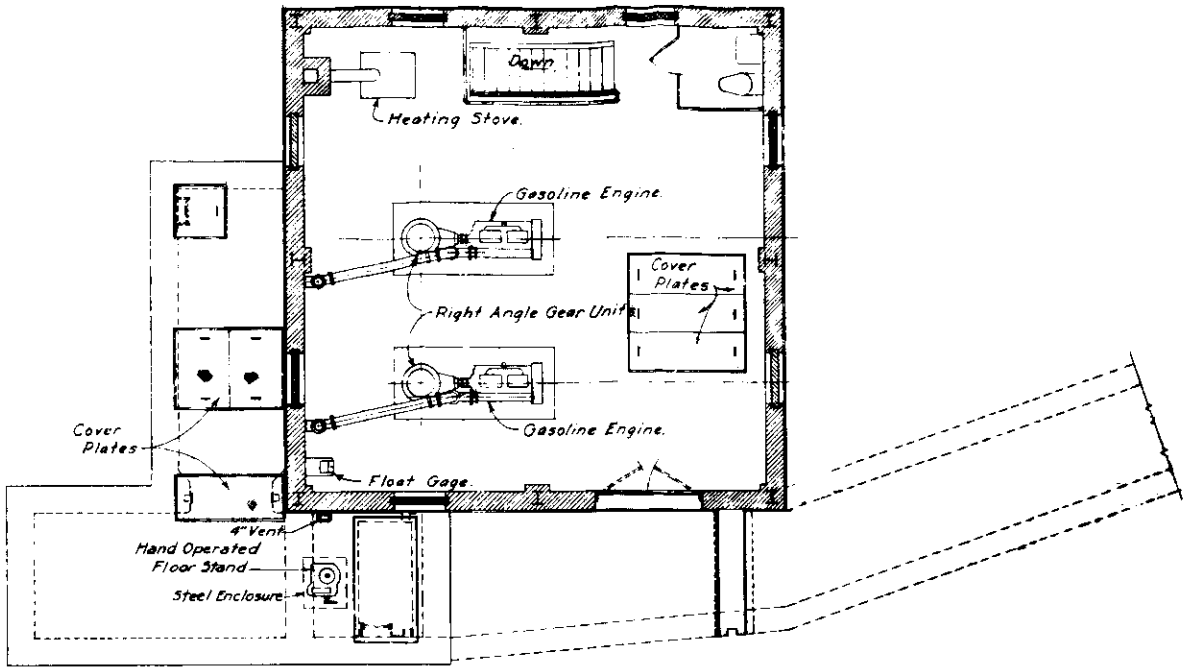 Down
Heating Stove.
Gasoline Engine.
Cover
Plates
Right Angle Gear Unit
Gasoline Engine.
Cover
Plates
Float Gage.
4" Vent
Hand Operated
Floor Stand
Steel Enclosure